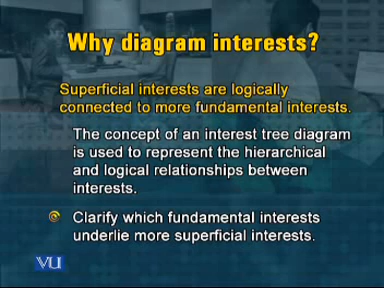 Why diagram interests?
Superficial interests are logically
connected to more fundamental interests.
The concept of an interest tree diagram
is used to represent the hierarchical
and logical relationships between
interests.
Clarify which fundamental interests
underlie more superficial interests.
VU